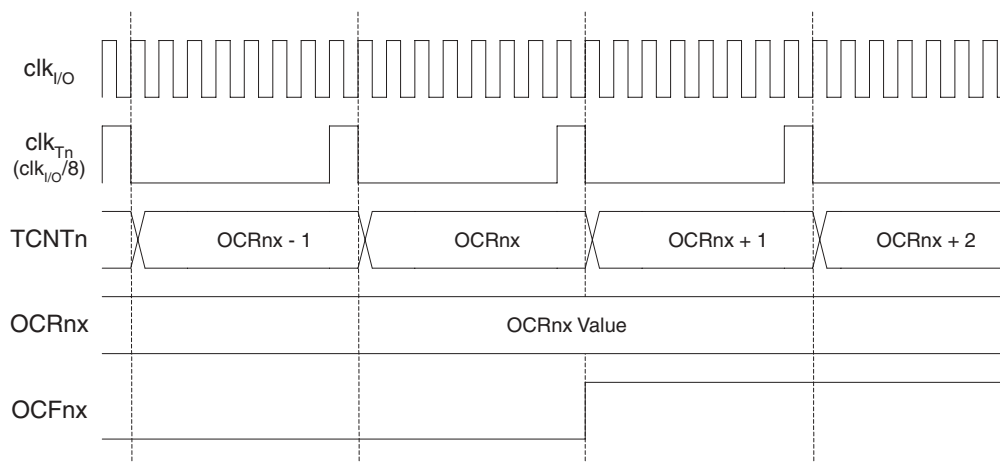 clkI/O
clkTn
(clkI/O/8)
TCNTn
OCRnx - 1
OCRnx
OCRnx + 1
OCRnx + 2
OCRnx
OCRnx Value
OCFnx